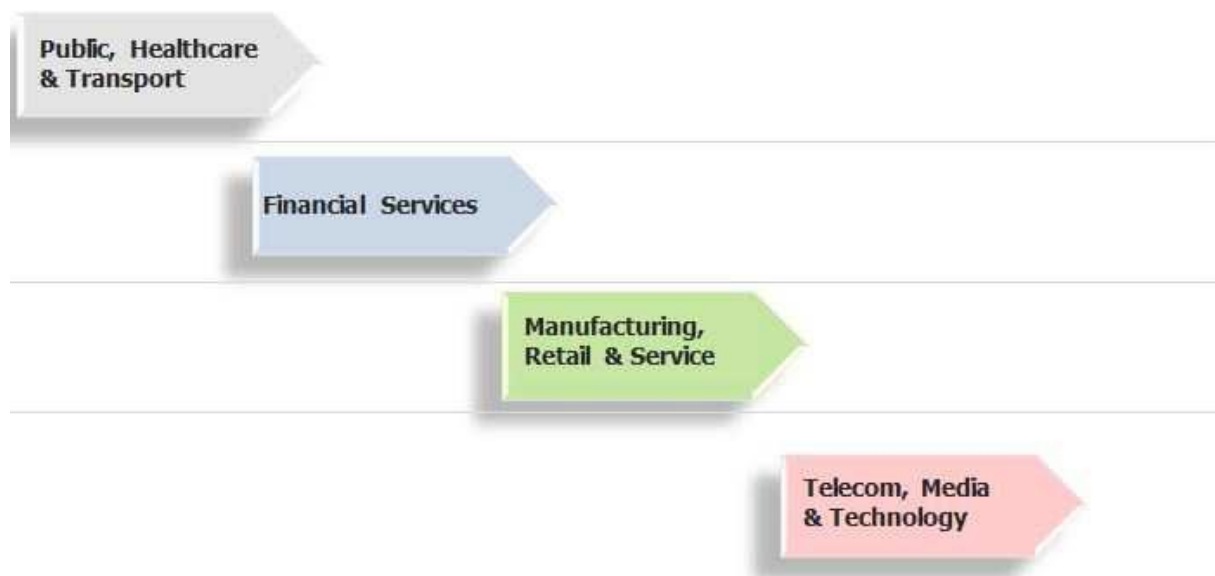 Public, Healthcare
& Transport
Financial Services
Manufacturing,
Retail & Service
Telecom, Media
& Technology